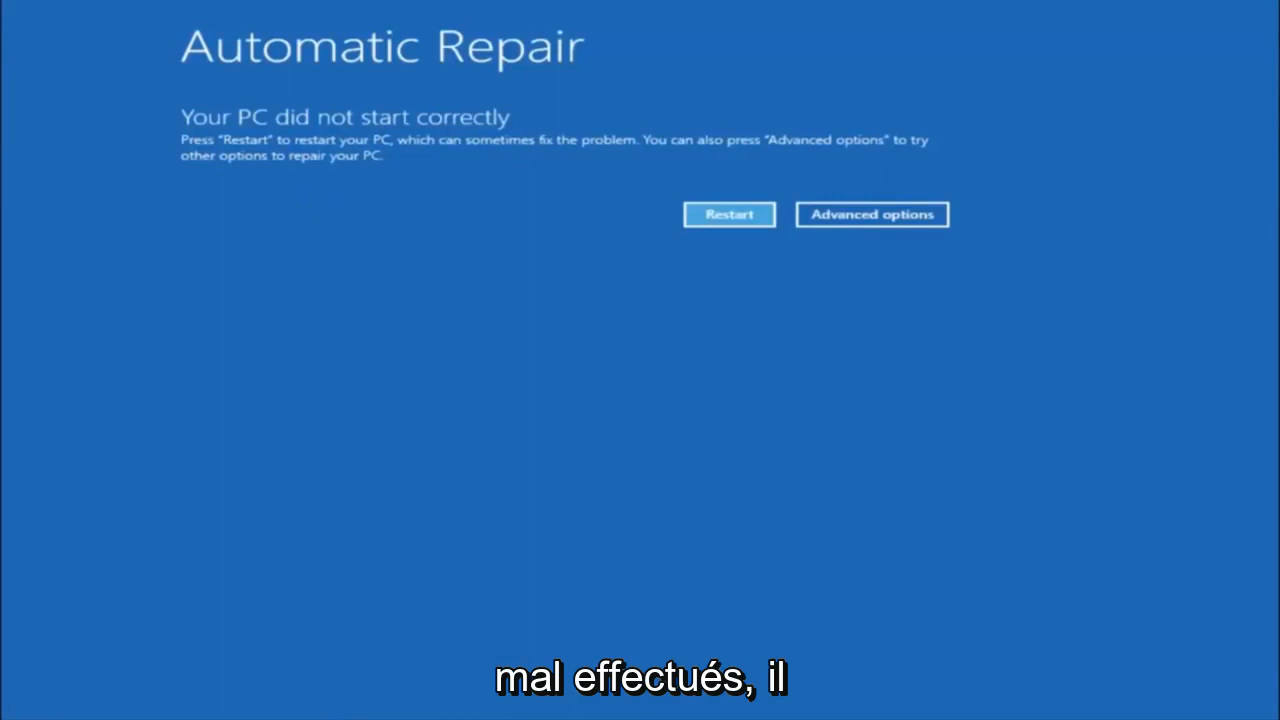 Automatic Repair
Your PC did not start correctly
Press "Restart" to restart your PC, which can sometimes fix the problem. You can also press "Advanced options" to try
other options to repair your PC.
Restart
Advanced options
mal effectués, il